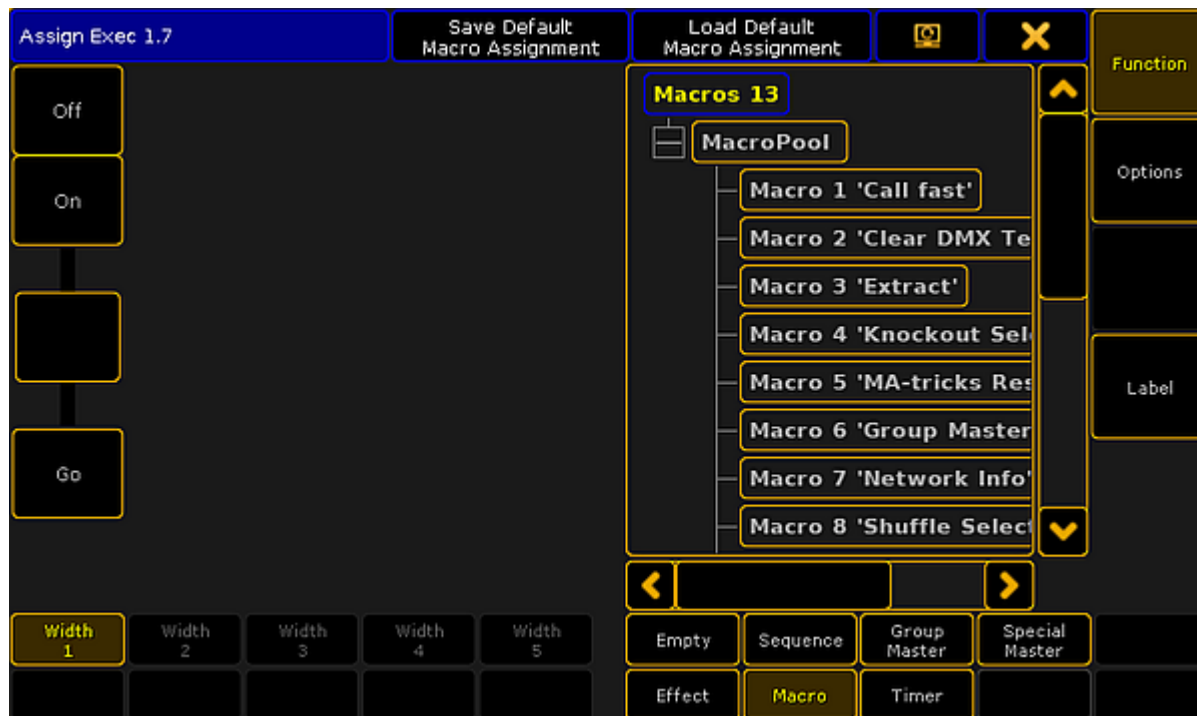 Assign Exec 1.7
Save Default
Macro Assignment
Load Default
Macro Assignment
Function
Options
Label
Off
On
Go
Macros 13
MacroPool
Macro 1 'Call fast'
Macro 2 'Clear DMX Te
Macro 3 'Extract'
Macro 4 'Knockout Sel
Macro 5 'MA-tricks Res
Macro 6 'Group Master
Macro 7 'Network Info'
Macro 8 'Shuffle Select
Width
1
Width
2
Width
3
Width
4
Width
5
Empty
Sequence
Group
Master
Special
Master
Effect
Macro
Timer